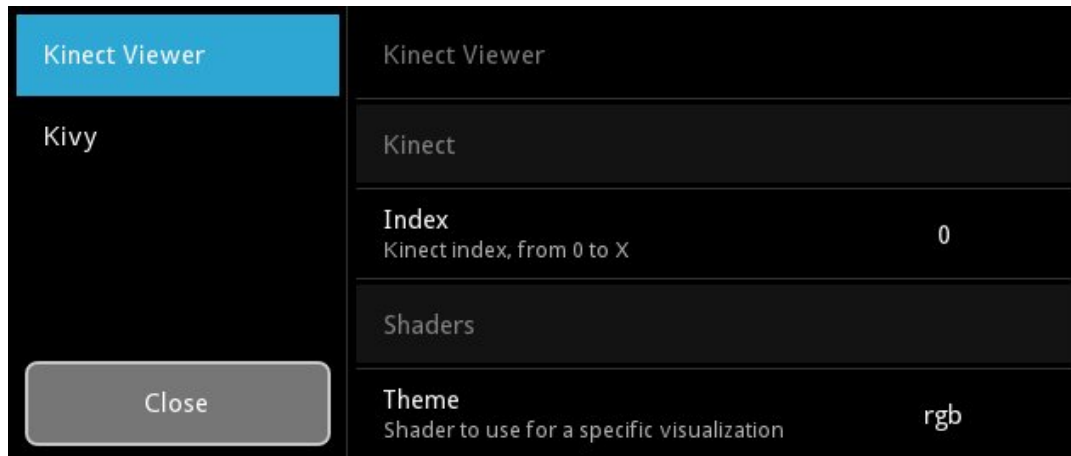 Kinect Viewer
Kivy
Close
Kinect Viewer
Kinect
Index
Kinect index, from 0 to X
0
Shaders
Theme
Shader to use for a specific visualization
rgb